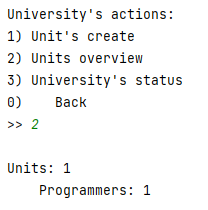 University's actions:
1) Unit's create
2) Units overview
3) University's status
0)    Back
>> 2

Units: 1
    Programmers: 1